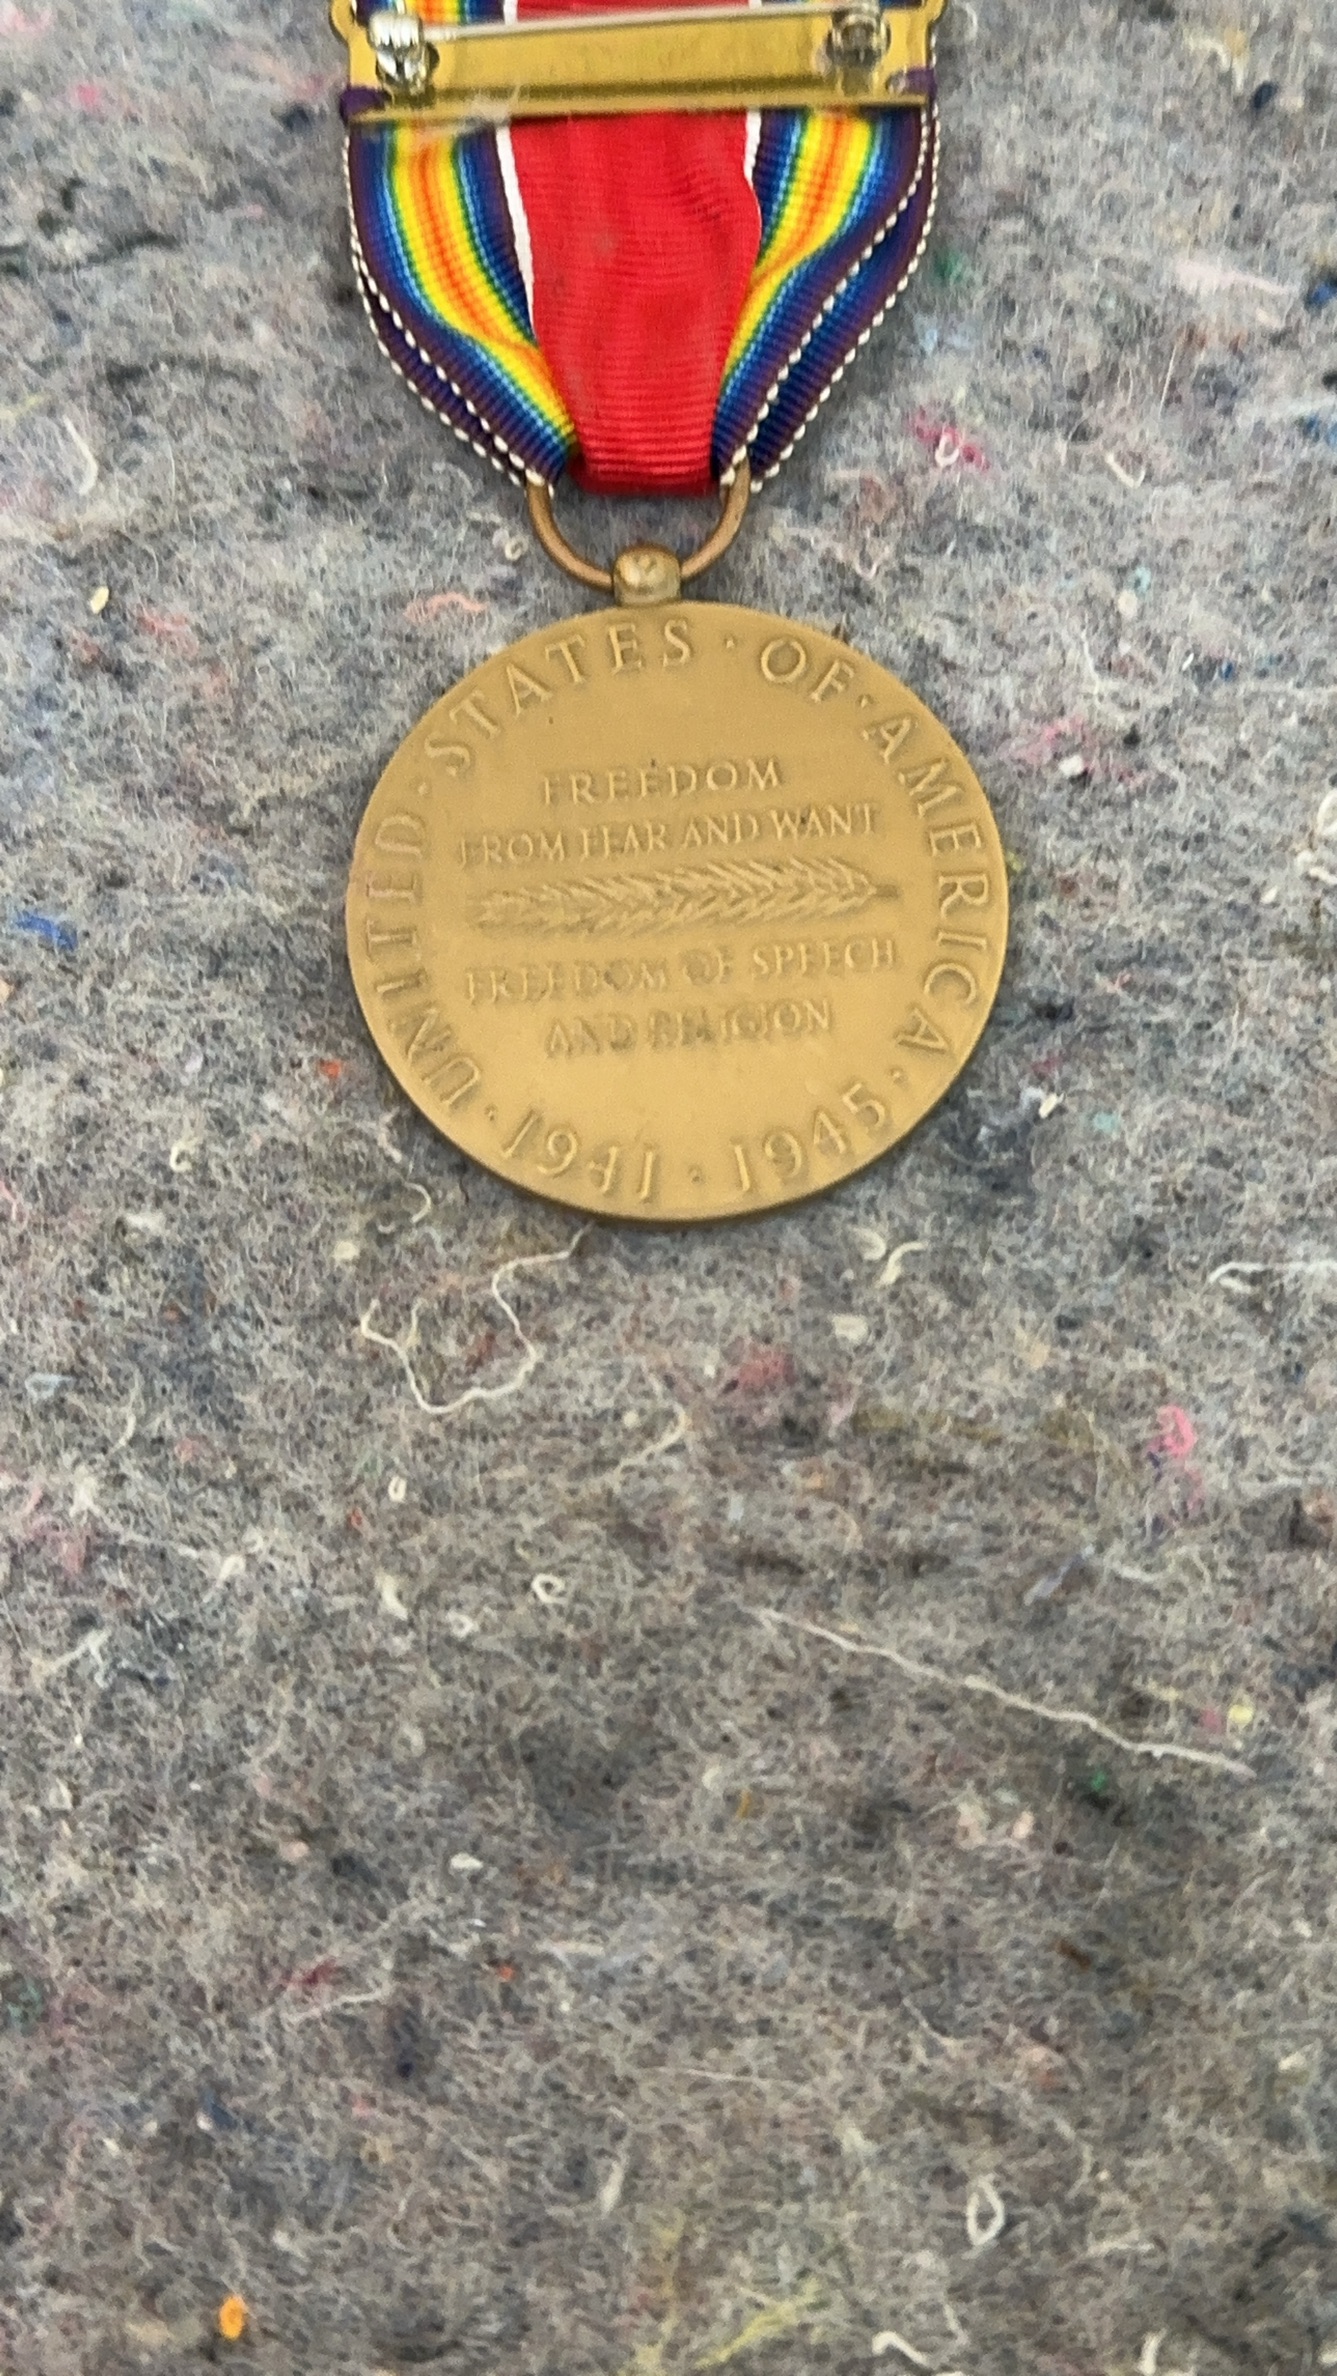 UNITED · STATES · OF · AMERICA ·
FREEDOM
FROM FEAR AND WANT
FREEDOM OF SPEECH
AND RELIGION
· 1941 · 1945 ·